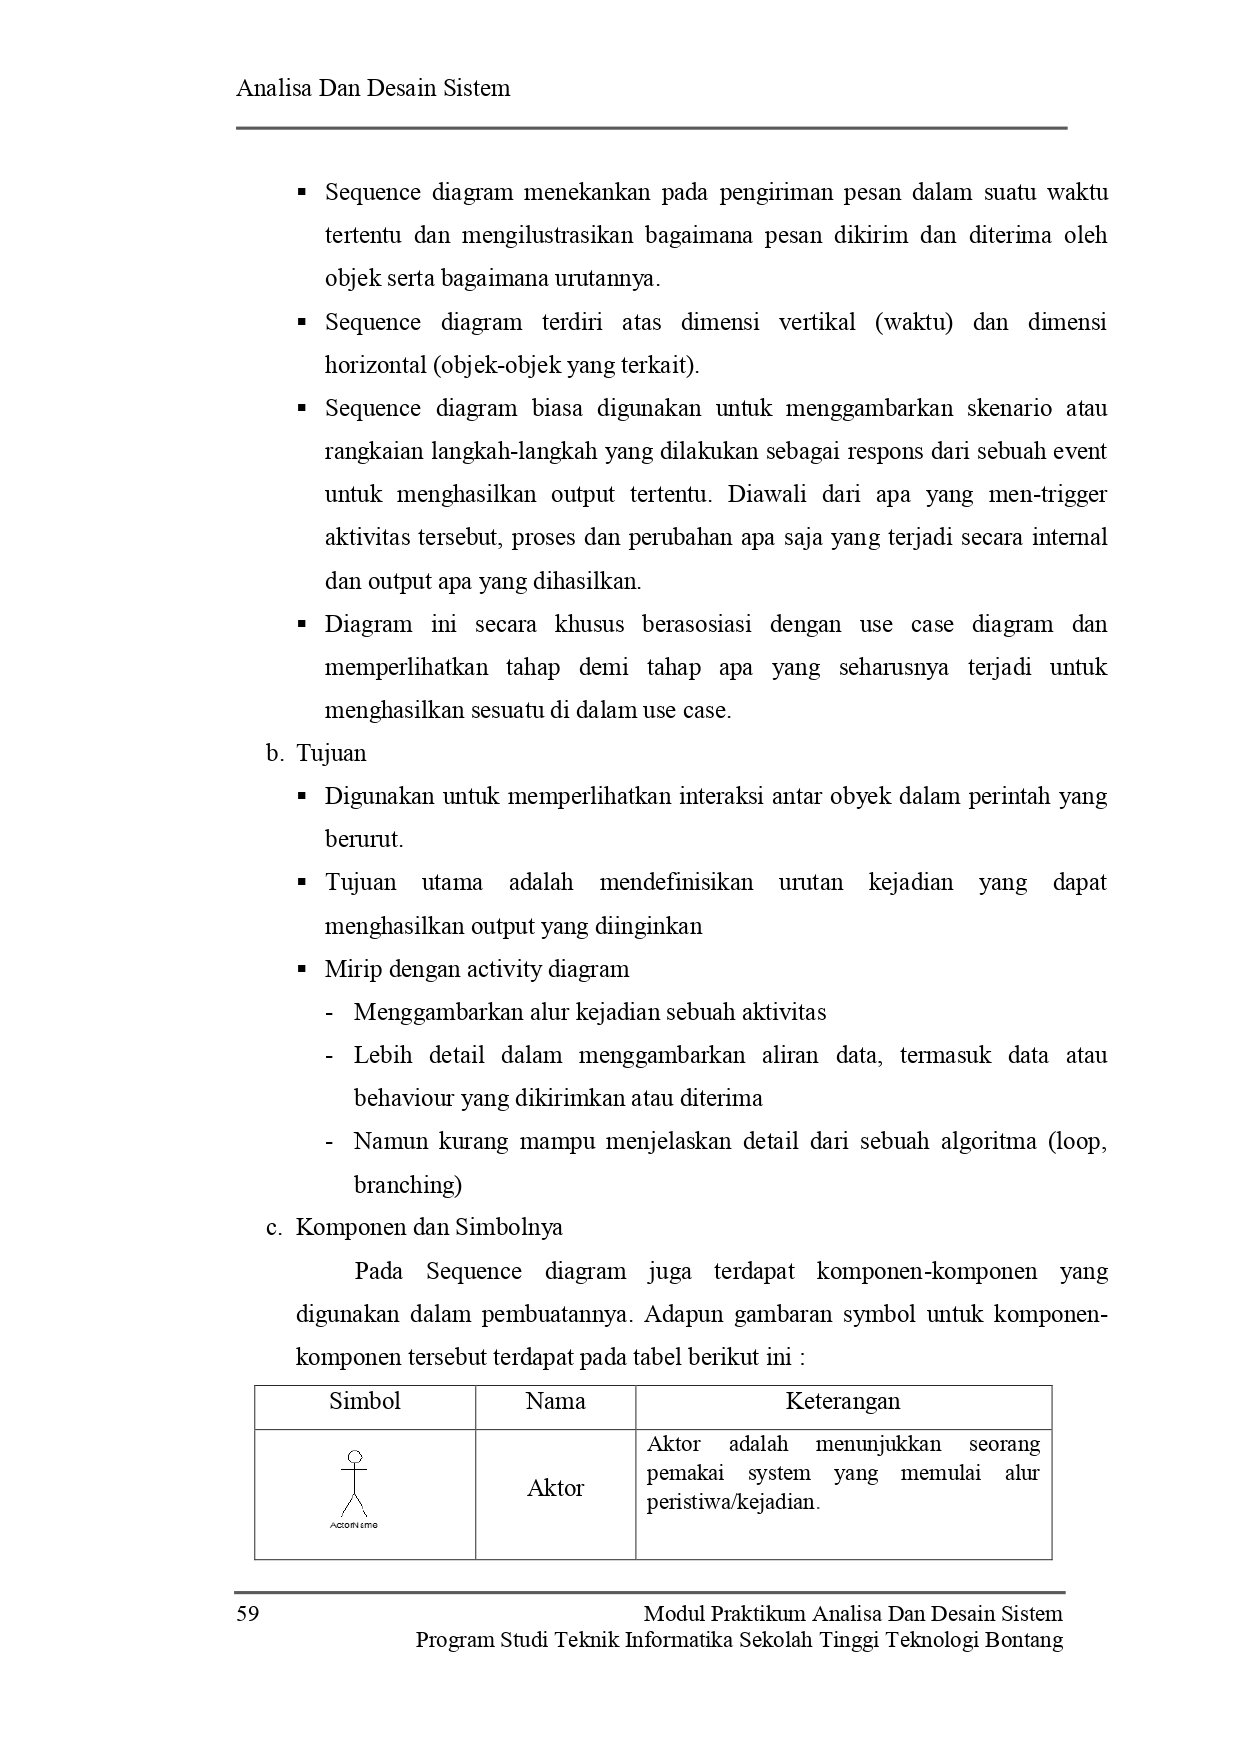 Analisa Dan Desain Sistem
▪ Sequence diagram menekankan pada pengiriman pesan dalam suatu waktu
tertentu dan mengilustrasikan bagaimana pesan dikirim dan diterima oleh
objek serta bagaimana urutannya.
▪ Sequence diagram terdiri atas dimensi vertikal (waktu) dan dimensi
horizontal (objek-objek yang terkait).
▪ Sequence diagram biasa digunakan untuk menggambarkan skenario atau
rangkaian langkah-langkah yang dilakukan sebagai respons dari sebuah event
untuk menghasilkan output tertentu. Diawali dari apa yang men-trigger
aktivitas tersebut, proses dan perubahan apa saja yang terjadi secara internal
dan output apa yang dihasilkan.
▪ Diagram ini secara khusus berasosiasi dengan use case diagram dan
memperlihatkan tahap demi tahap apa yang seharusnya terjadi untuk
menghasilkan sesuatu di dalam use case.
b. Tujuan
▪ Digunakan untuk memperlihatkan interaksi antar obyek dalam perintah yang
berurut.
▪ Tujuan utama adalah mendefinisikan urutan kejadian yang dapat
menghasilkan output yang diinginkan
▪ Mirip dengan activity diagram
- Menggambarkan alur kejadian sebuah aktivitas
- Lebih detail dalam menggambarkan aliran data, termasuk data atau
behaviour yang dikirimkan atau diterima
- Namun kurang mampu menjelaskan detail dari sebuah algoritma (loop,
branching)
c. Komponen dan Simbolnya
Pada Sequence diagram juga terdapat komponen-komponen yang
digunakan dalam pembuatannya. Adapun gambaran symbol untuk komponen-
komponen tersebut terdapat pada tabel berikut ini :
Simbol Nama Keterangan
ActorName
Aktor
Aktor adalah menunjukkan seorang
pemakai system yang memulai alur
peristiwa/kejadian.
59 Modul Praktikum Analisa Dan Desain Sistem
Program Studi Teknik Informatika Sekolah Tinggi Teknologi Bontang